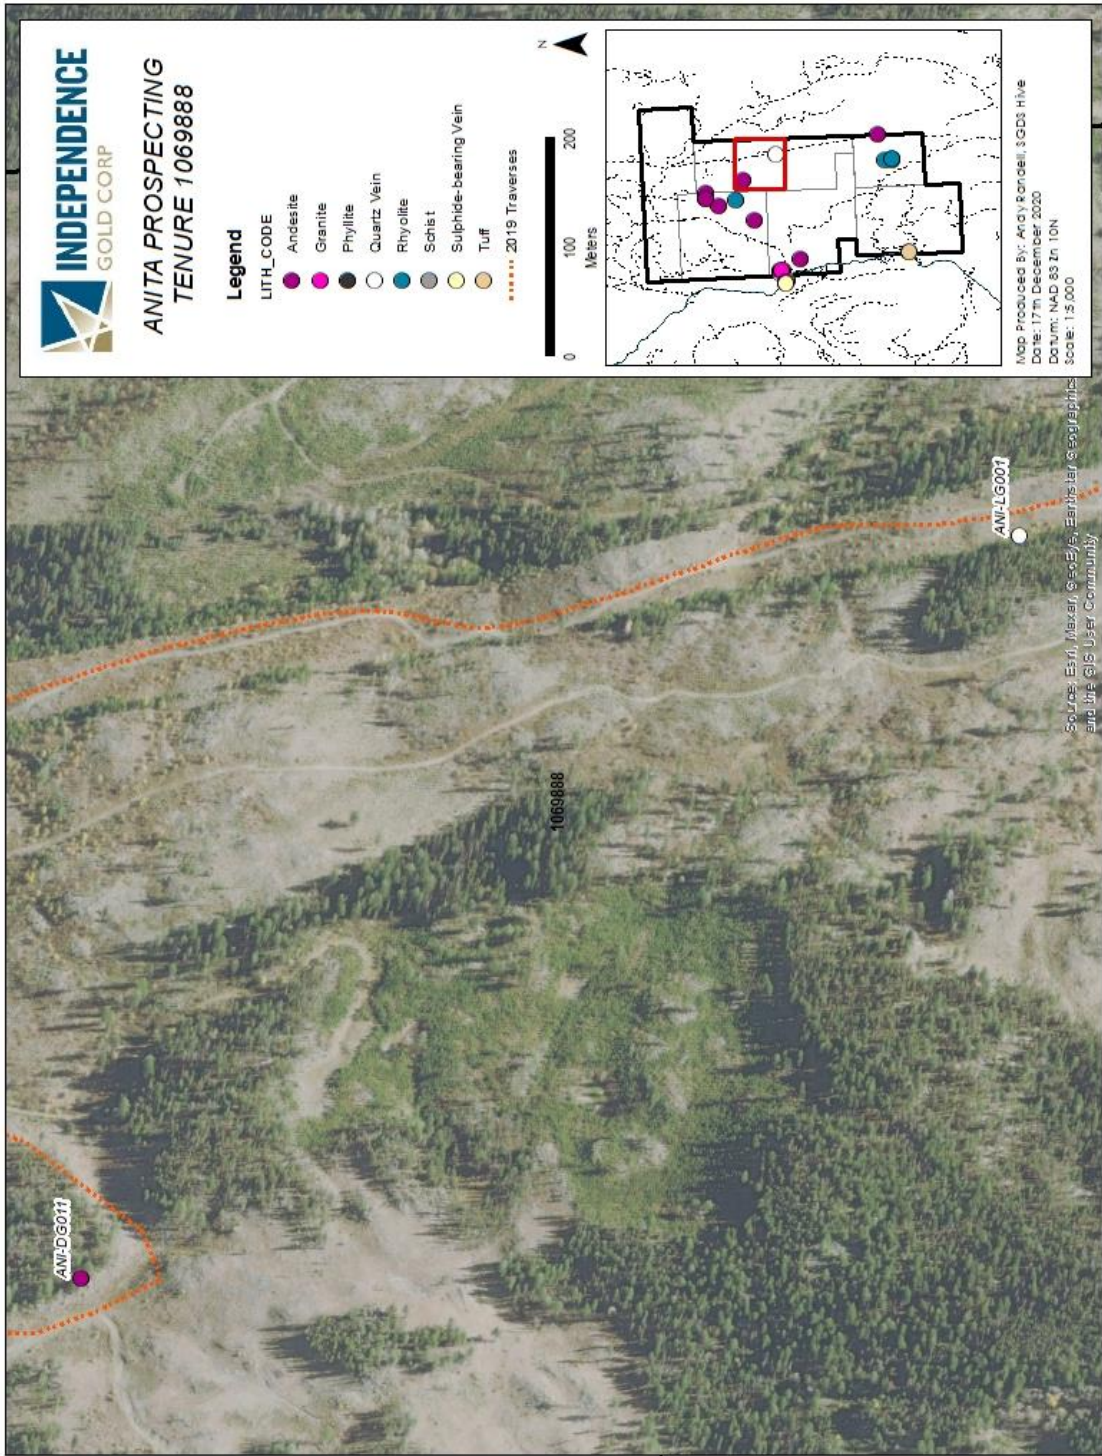 INDEPENDENCE
GOLD CORP
ANITA PROSPECTING
TENURE 1069888
Legend
LITH_CODE
Andesite
Granite
Phyllite
Quartz Vein
Rhyolite
Schist
Sulphide-bearing Vein
Tuff
2019 Traverses
N
0 100 200
Meters
Map Produced By: Andy Randell, SGDS Hive
Date: 17th December 2020
Datum: NAD 83 Zn 10N
Scale: 1:5,000
ANI-DG011
1069888
ANI-LG001
Source: Esri, Maxar, GeoEye, Earthstar Geographics
and the GIS User Community